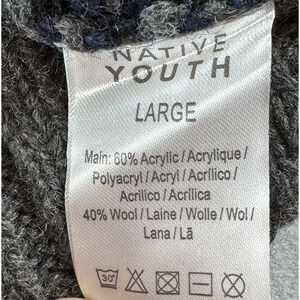 NATIVE
YOUTH
LARGE
Main: 60% Acrylic / Acrylique /
Polyacryl / Acryl / Acrílico /
Acrilico / Acrílica
40% Wool / Laine / Wolle / Wol /
Lana / Lã
30°